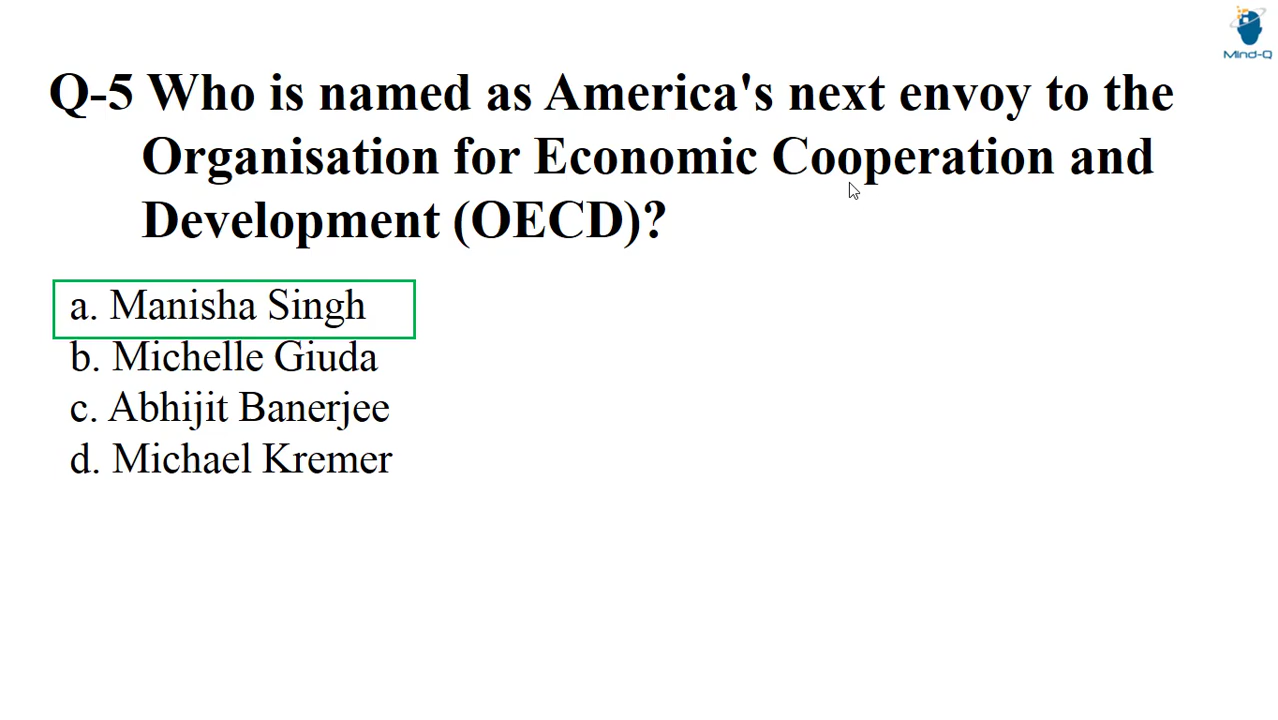 Mind-Q
Q-5 Who is named as America's next envoy to the
Organisation for Economic Cooperation and
Development (OECD)?
a. Manisha Singh
b. Michelle Giuda
c. Abhijit Banerjee
d. Michael Kremer